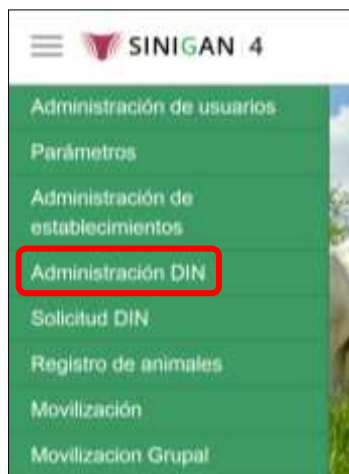 SINIGAN 4
Administración de usuarios
Parámetros
Administración de
establecimientos
Administración DIN
Solicitud DIN
Registro de animales
Movilización
Movilizacion Grupal